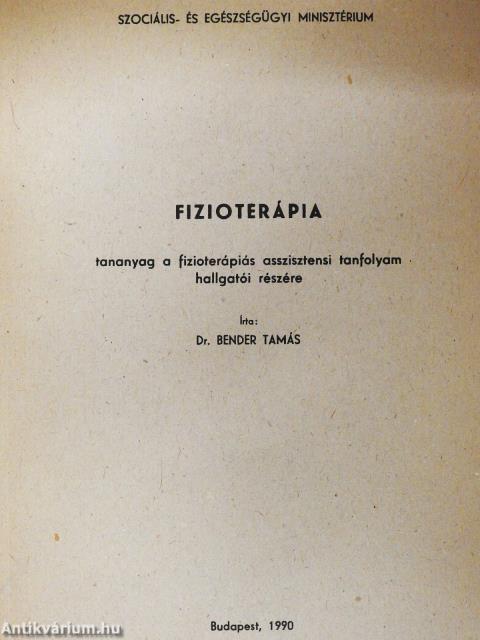 SZOCIÁLIS- ÉS EGÉSZSÉGÜGYI MINISZTÉRIUM
FIZIOTERÁPIA
tananyag a fizioterápiás asszisztensi tanfolyam
hallgatói részére
Írta:
Dr. BENDER TAMÁS
Budapest, 1990
Antikvárium.hu